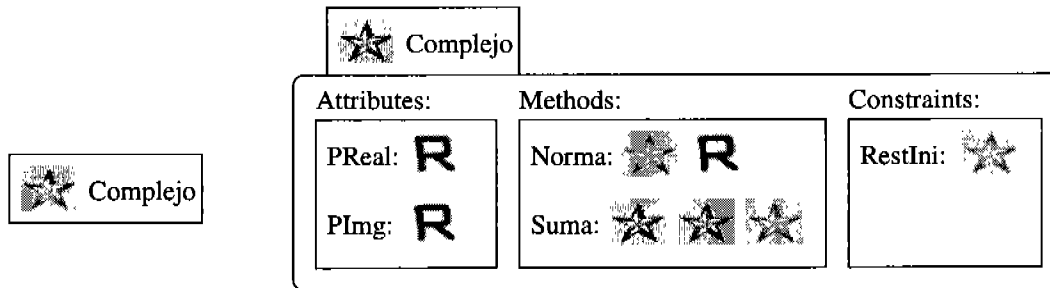 Complejo
Attributes: Methods: Constraints:
PReal: R Norma: R RestIni:
Complejo
PImg: R Suma: